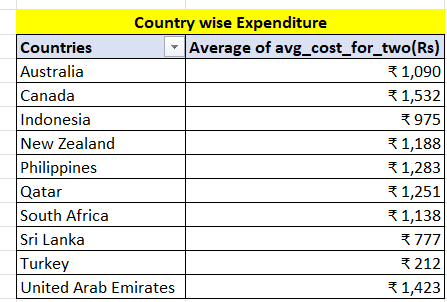 Country wise Expenditure
Countries Average of avg_cost_for_two(Rs)
Australia ₹ 1,090
Canada ₹ 1,532
Indonesia ₹ 975
New Zealand ₹ 1,188
Philippines ₹ 1,283
Qatar ₹ 1,251
South Africa ₹ 1,138
Sri Lanka ₹ 777
Turkey ₹ 212
United Arab Emirates ₹ 1,423